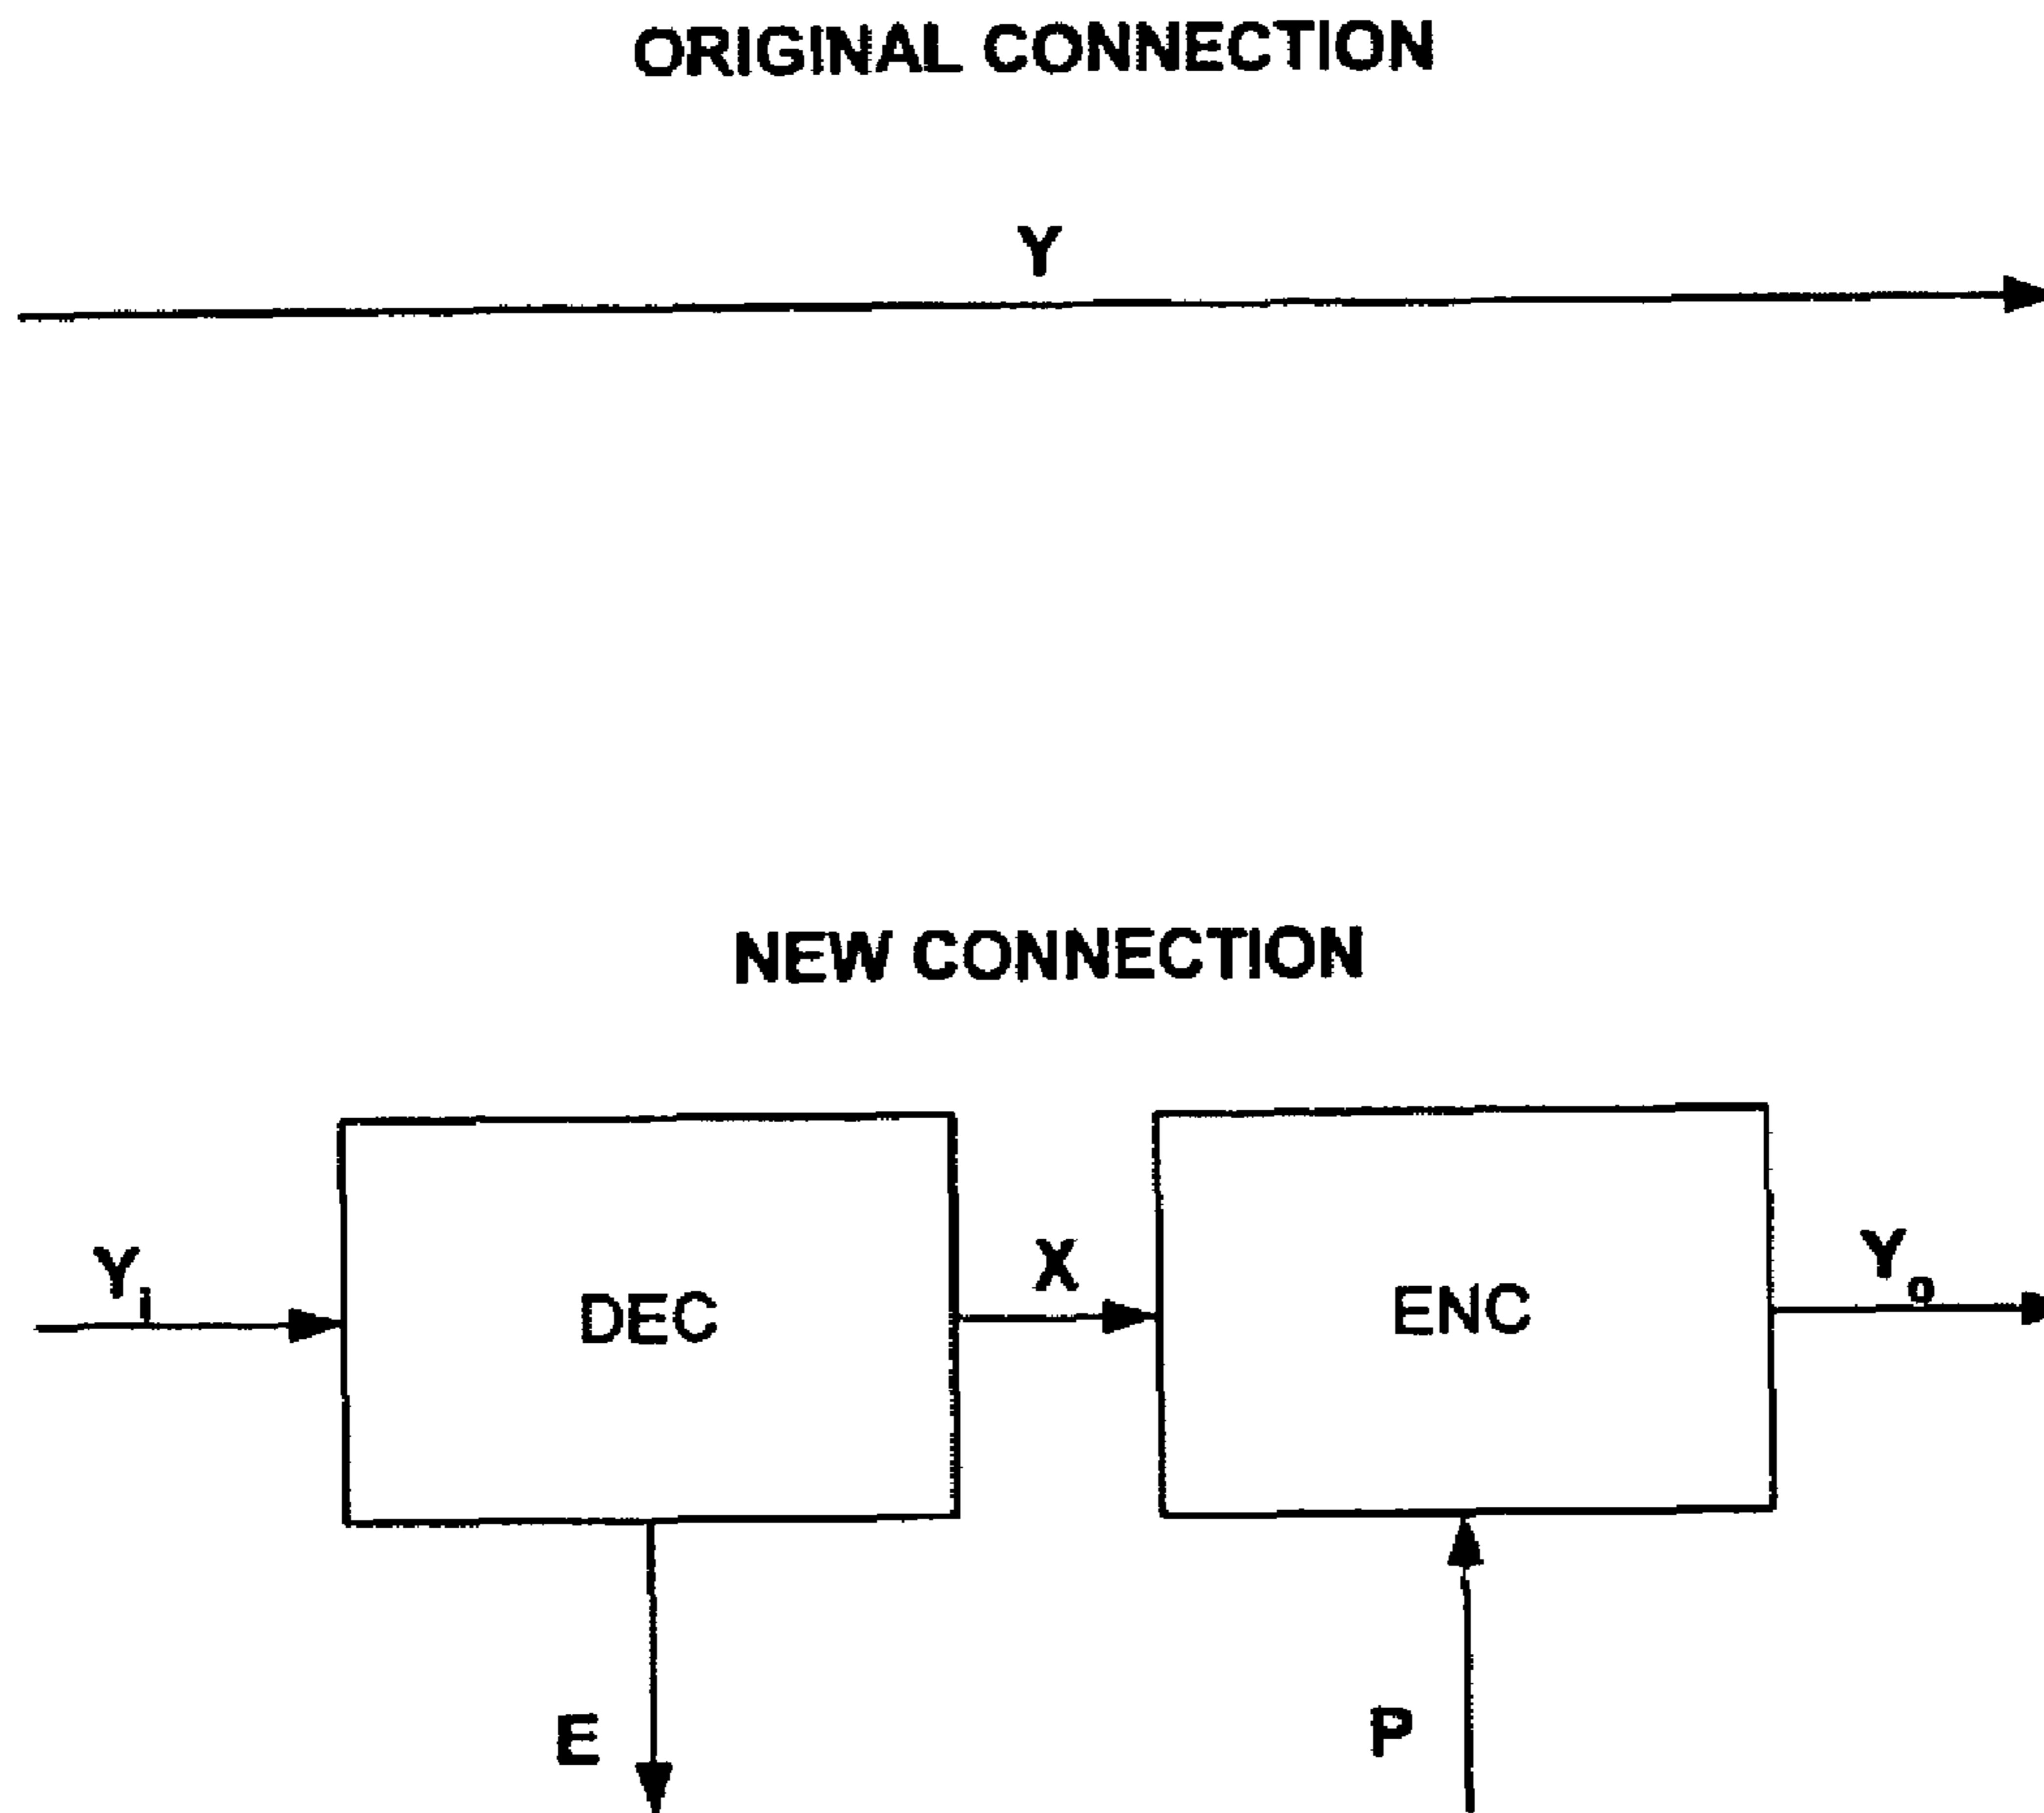 ORIGINAL CONNECTION
Y
NEW CONNECTION
Yi
DEC
X
ENC
Yo
E
P